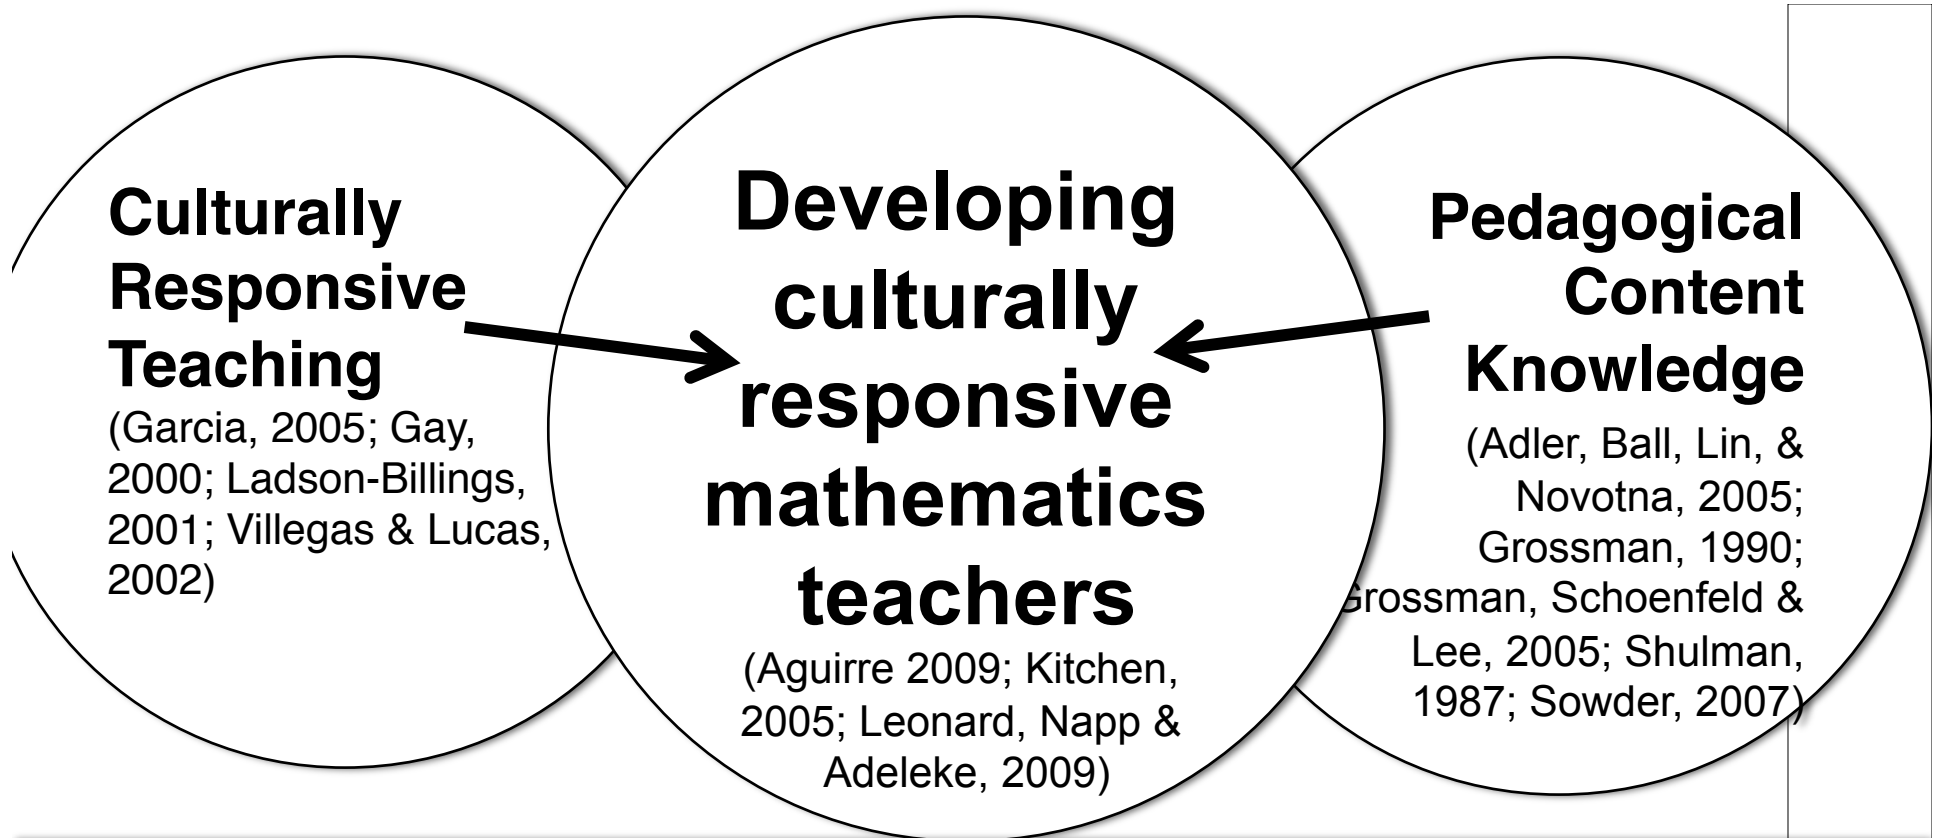 Culturally
Responsive
Teaching
(Garcia, 2005; Gay,
2000; Ladson-Billings,
2001; Villegas & Lucas,
2002)
Developing
culturally
responsive
mathematics
teachers
(Aguirre 2009; Kitchen,
2005; Leonard, Napp &
Adeleke, 2009)
Pedagogical
Content
Knowledge
(Adler, Ball, Lin, &
Novotna, 2005;
Grossman, 1990;
Grossman, Schoenfeld &
Lee, 2005; Shulman,
1987; Sowder, 2007)